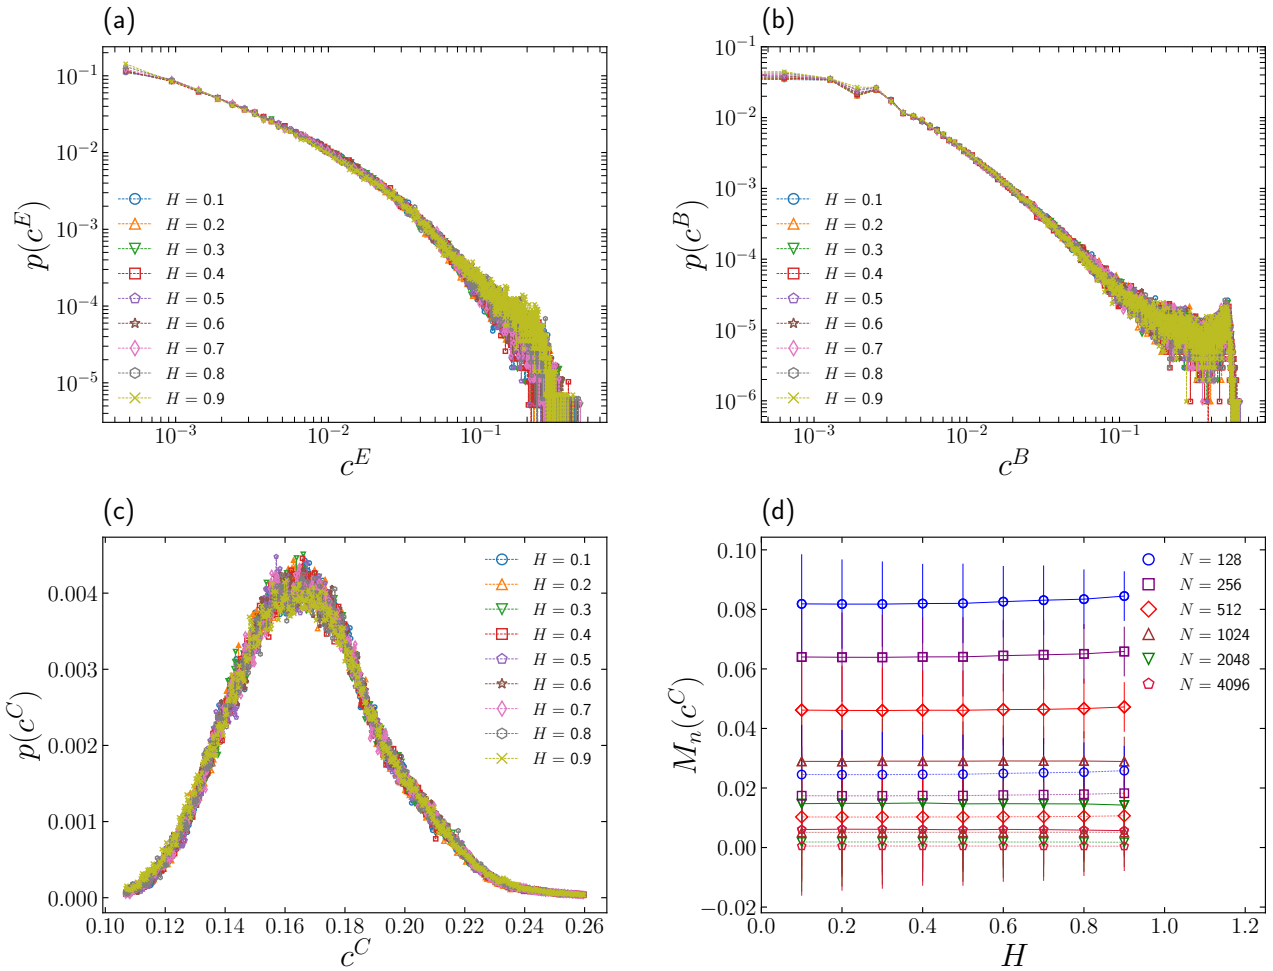 (a)
10^{-1}
10^{-2}
10^{-3}
10^{-4}
10^{-5}
p(c^E)
H = 0.1
H = 0.2
H = 0.3
H = 0.4
H = 0.5
H = 0.6
H = 0.7
H = 0.8
H = 0.9
10^{-3} 10^{-2} 10^{-1}
c^E
(b)
10^{-1}
10^{-2}
10^{-3}
10^{-4}
10^{-5}
10^{-6}
p(c^B)
H = 0.1
H = 0.2
H = 0.3
H = 0.4
H = 0.5
H = 0.6
H = 0.7
H = 0.8
H = 0.9
10^{-3} 10^{-2} 10^{-1}
c^B
(c)
0.004
0.003
0.002
0.001
0.000
p(c^C)
H = 0.1
H = 0.2
H = 0.3
H = 0.4
H = 0.5
H = 0.6
H = 0.7
H = 0.8
H = 0.9
0.10 0.12 0.14 0.16 0.18 0.20 0.22 0.24 0.26
c^C
(d)
0.10
0.08
0.06
0.04
0.02
0.00
−0.02
M_n(c^C)
N = 128
N = 256
N = 512
N = 1024
N = 2048
N = 4096
0.0 0.2 0.4 0.6 0.8 1.0 1.2
H